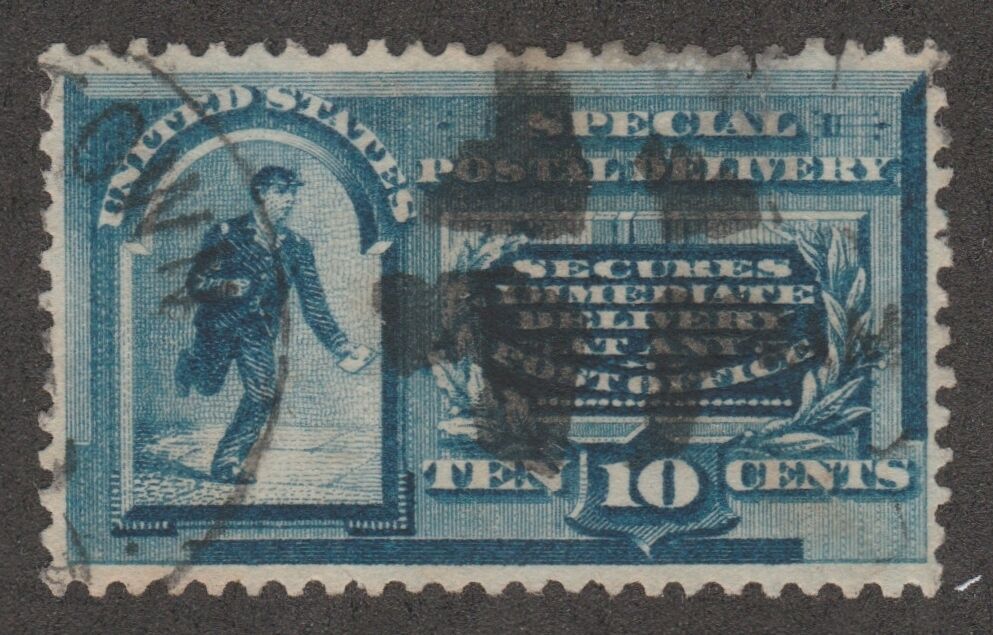 UNITED STATES
SPECIAL
POSTAL DELIVERY
SECURES
IMMEDIATE
DELIVERY
AT ANY
POST OFFICE
TEN 10 CENTS